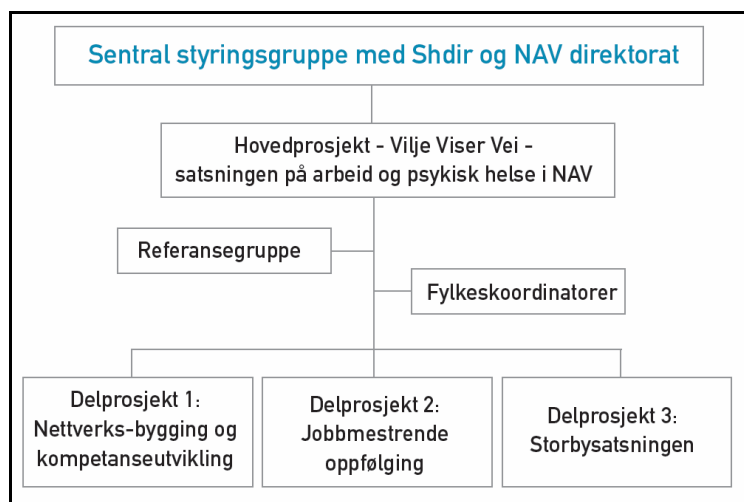 Sentral styringsgruppe med Shdir og NAV direktorat
Hovedprosjekt - Vilje Viser Vei -
satsningen på arbeid og psykisk helse i NAV
Referansegruppe
Fylkeskoordinatorer
Delprosjekt 1:
Nettverks-bygging og
kompetanseutvikling
Delprosjekt 2:
Jobbmestrende
oppfølging
Delprosjekt 3:
Storbysatsningen